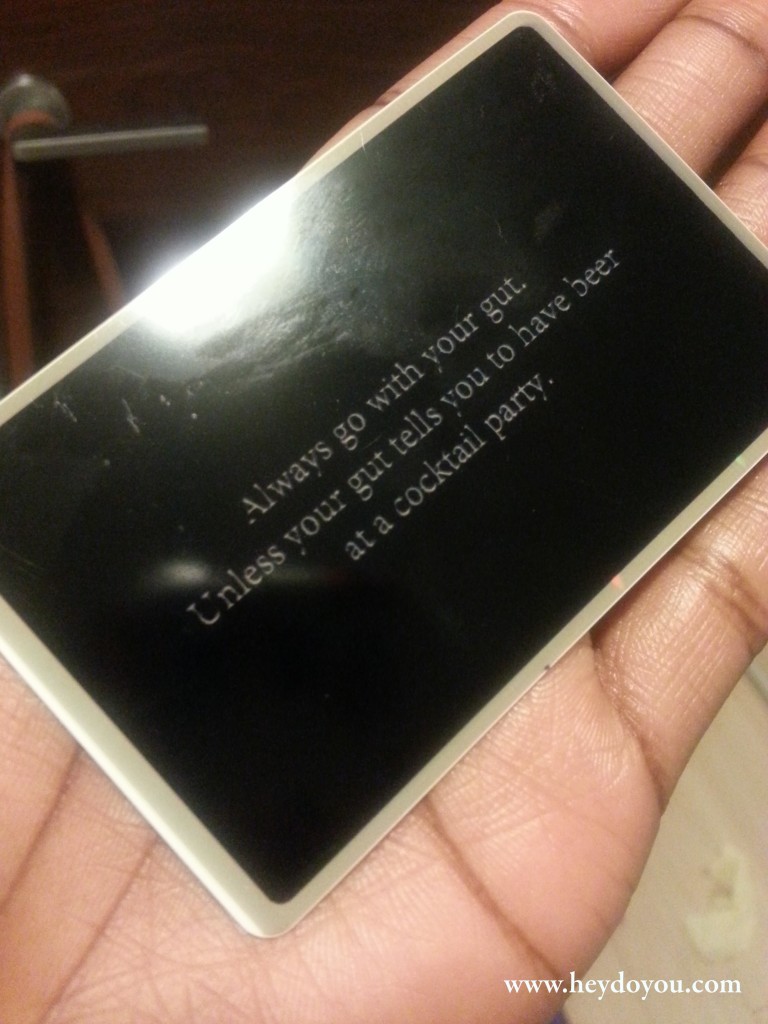 Always go with your gut.
Unless your gut tells you to have beer
at a cocktail party.
www.heydoyou.com